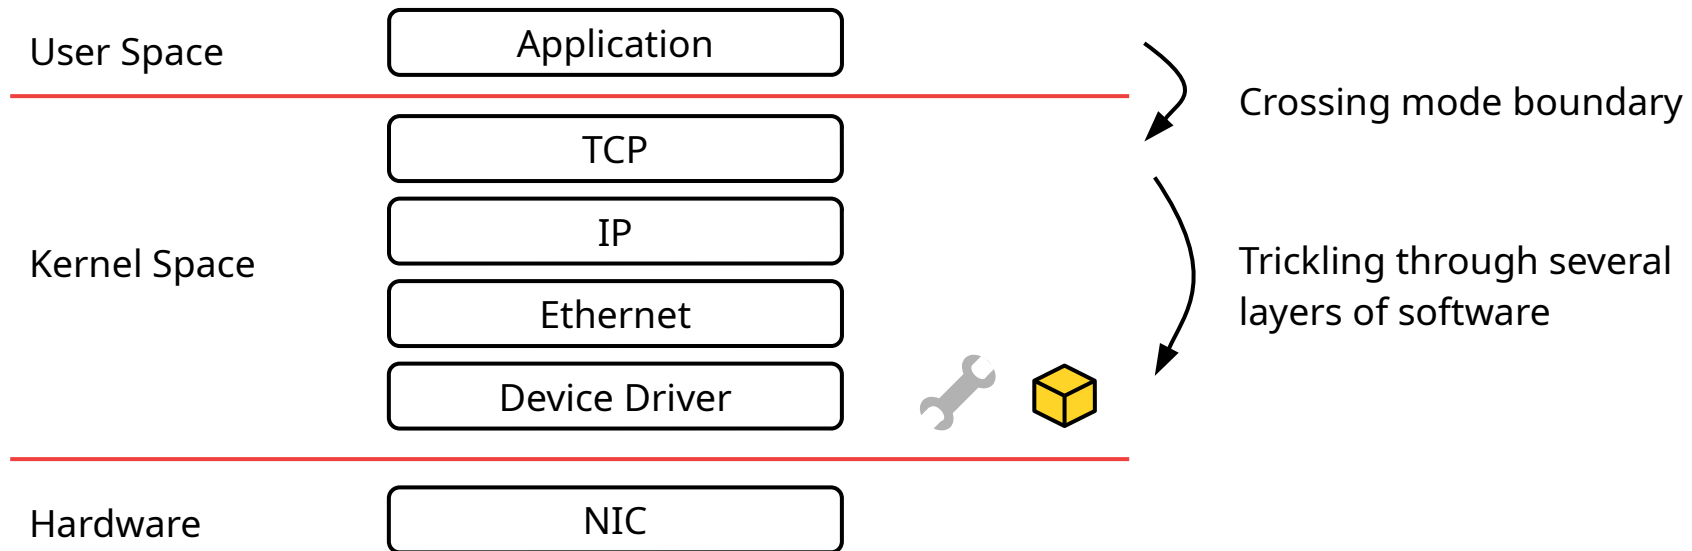 User Space
Application
Crossing mode boundary
TCP
IP
Kernel Space
Trickling through several
layers of software
Ethernet
Device Driver
Hardware
NIC